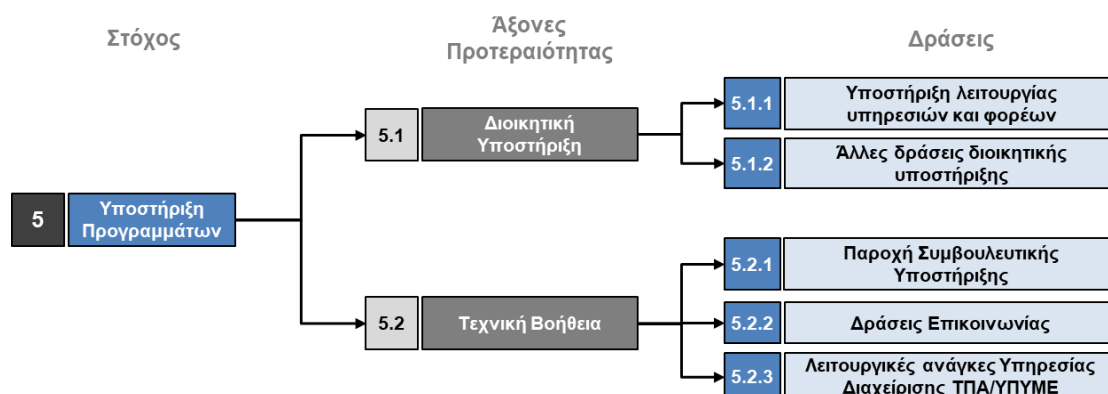 Στόχος
Άξονες
Προτεραιότητας
Δράσεις
5
Υποστήριξη
Προγραμμάτων
5.1
Διοικητική
Υποστήριξη
5.1.1
Υποστήριξη λειτουργίας
υπηρεσιών και φορέων
5.1.2
Άλλες δράσεις διοικητικής
υποστήριξης
5.2
Τεχνική Βοήθεια
5.2.1
Παροχή Συμβουλευτικής
Υποστήριξης
5.2.2
Δράσεις Επικοινωνίας
5.2.3
Λειτουργικές ανάγκες Υπηρεσίας
Διαχείρισης ΤΠΑ/ΥΠΥΜΕ